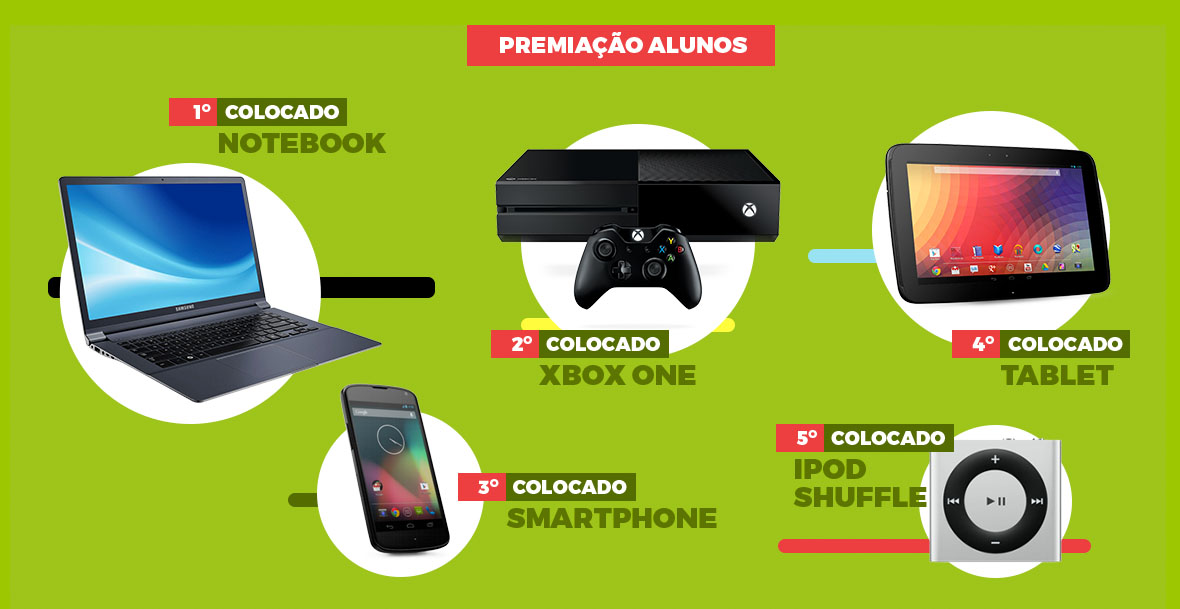 PREMIAÇÃO ALUNOS
1º COLOCADO
NOTEBOOK
SAMSUNG
2º COLOCADO
XBOX ONE
4º COLOCADO
TABLET
3º COLOCADO
SMARTPHONE
5º COLOCADO
IPOD
SHUFFLE